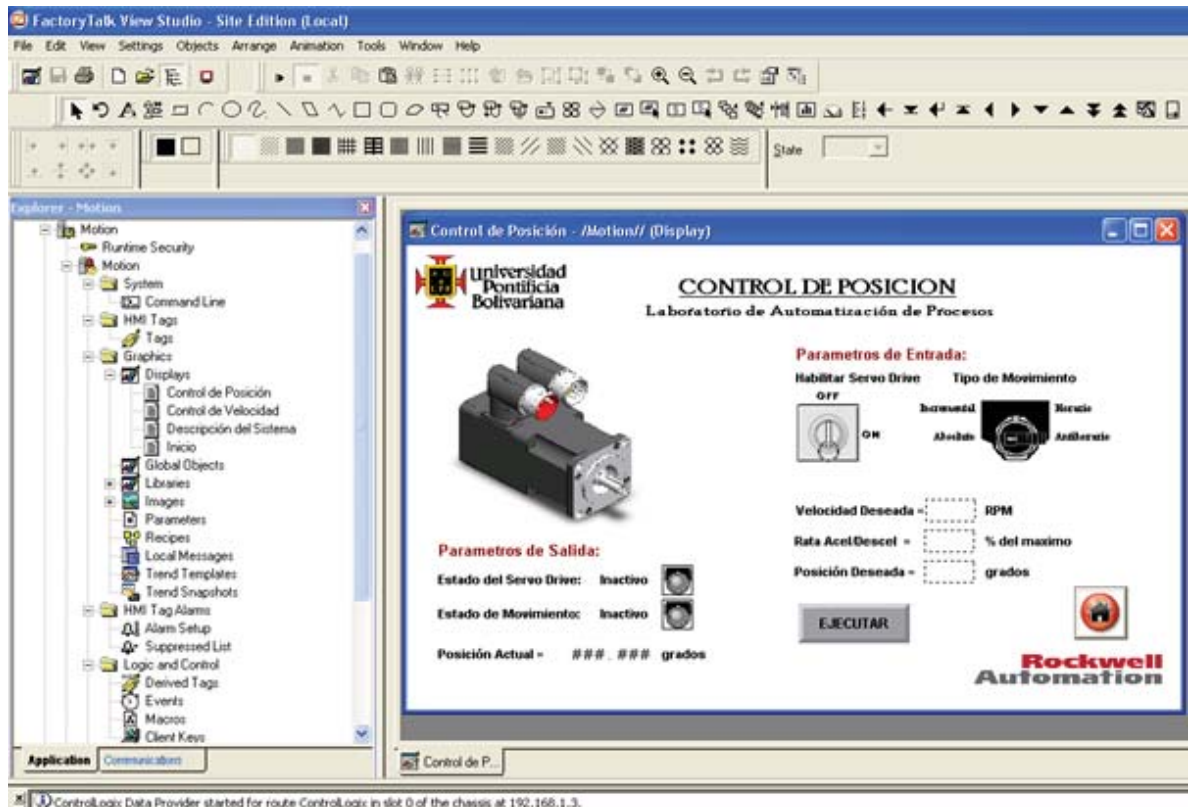 FactoryTalk View Studio - Site Edition (Local)
File Edit View Settings Objects Arrange Animation Tools Window Help
State
Explorer - Motion
Motion
Runtime Security
Motion
System
Command Line
HMI Tags
Tags
Graphics
Displays
Control de Posición
Control de Velocidad
Descripción del Sistema
Inicio
Global Objects
Libraries
Images
Parameters
Recipes
Local Messages
Trend Templates
Trend Snapshots
HMI Tag Alarms
Alarm Setup
Suppressed List
Logic and Control
Derived Tags
Events
Macros
Client Keys
Application Communications
Control de Posición - /Motion// (Display)
Universidad
Pontificia
Bolivariana
CONTROL DE POSICION
Laboratorio de Automatización de Procesos
Parametros de Entrada:
Habilitar Servo Drive Tipo de Movimiento
OFF
ON
Incremental Horario
Absoluto Antihorario
Velocidad Deseada = RPM
Rata Acel/Descel = % del maximo
Posición Deseada = grados
EJECUTAR
Parametros de Salida:
Estado del Servo Drive: Inactivo
Estado de Movimiento: Inactivo
Posición Actual = ###.### grados
Rockwell
Automation
Control de P...
ControlLogix Data Provider started for route ControlLogix in slot 0 of the chassis at 192.168.1.3.